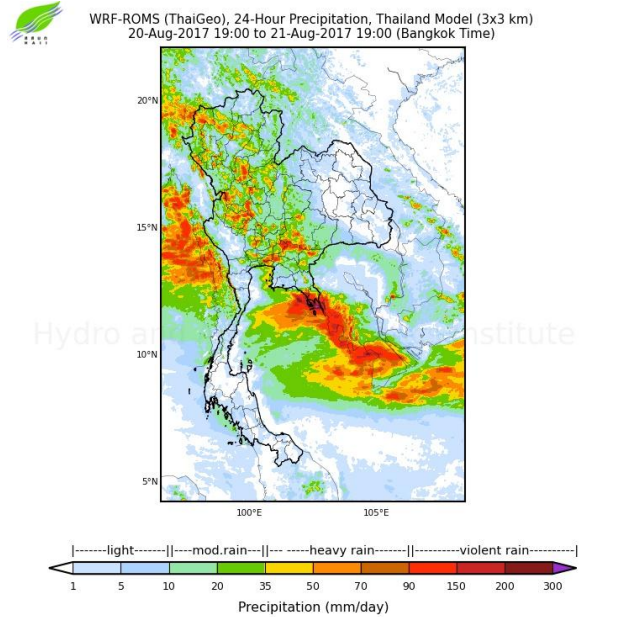 WRF-ROMS (ThaiGeo), 24-Hour Precipitation, Thailand Model (3x3 km)
20-Aug-2017 19:00 to 21-Aug-2017 19:00 (Bangkok Time)
20°N
15°N
Hydro and Institute
10°N
5°N
100°E 105°E
|-------light-------||----mod.rain---||--- -----heavy rain-------||----------violent rain----------|
1 5 10 20 35 50 70 90 150 200 300
Precipitation (mm/day)